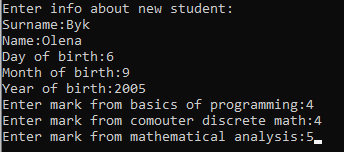 Enter info about new student:
Surname:Byk
Name:Olena
Day of birth:6
Month of birth:9
Year of birth:2005
Enter mark from basics of programming:4
Enter mark from comouter discrete math:4
Enter mark from mathematical analysis:5